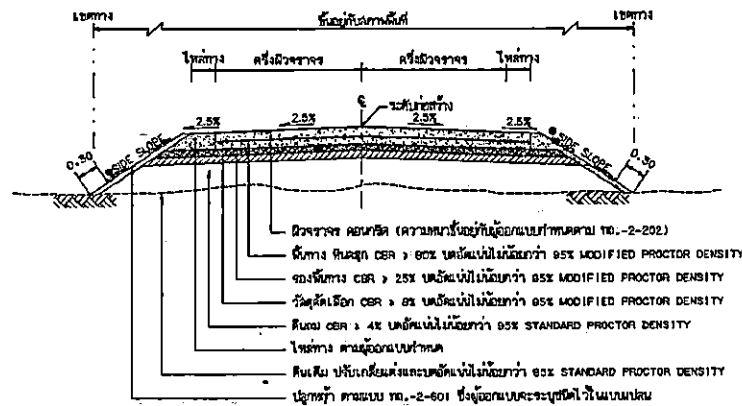 เขตทาง ขึ้นอยู่กับสภาพพื้นที่ เขตทาง
ไหล่ทาง ครึ่งผิวจราจร ครึ่งผิวจราจร ไหล่ทาง
℄ ระดับก่อสร้าง
2.5% 2.5% 2.5% 2.5%
0.30 SIDE SLOPE SIDE SLOPE 0.30
ผิวจราจร คอนกรีต (ความหนาขึ้นอยู่กับผู้ออกแบบกำหนดตาม ทถ.-2-202)
พื้นทาง หินคลุก CBR > 80% บดอัดแน่นไม่น้อยกว่า 95% MODIFIED PROCTOR DENSITY
รองพื้นทาง CBR > 25% บดอัดแน่นไม่น้อยกว่า 95% MODIFIED PROCTOR DENSITY
วัสดุคัดเลือก CBR > 8% บดอัดแน่นไม่น้อยกว่า 95% MODIFIED PROCTOR DENSITY
ดินถม CBR > 4% บดอัดแน่นไม่น้อยกว่า 95% STANDARD PROCTOR DENSITY
ไหล่ทาง ตามผู้ออกแบบกำหนด
ดินเดิม ปรับเกลี่ยแต่งและบดอัดแน่นไม่น้อยกว่า 95% STANDARD PROCTOR DENSITY
ปลูกหญ้า ตามแบบ ทถ.-2-601 ซึ่งผู้ออกแบบจะระบุชนิดไว้ในแบบแปลน